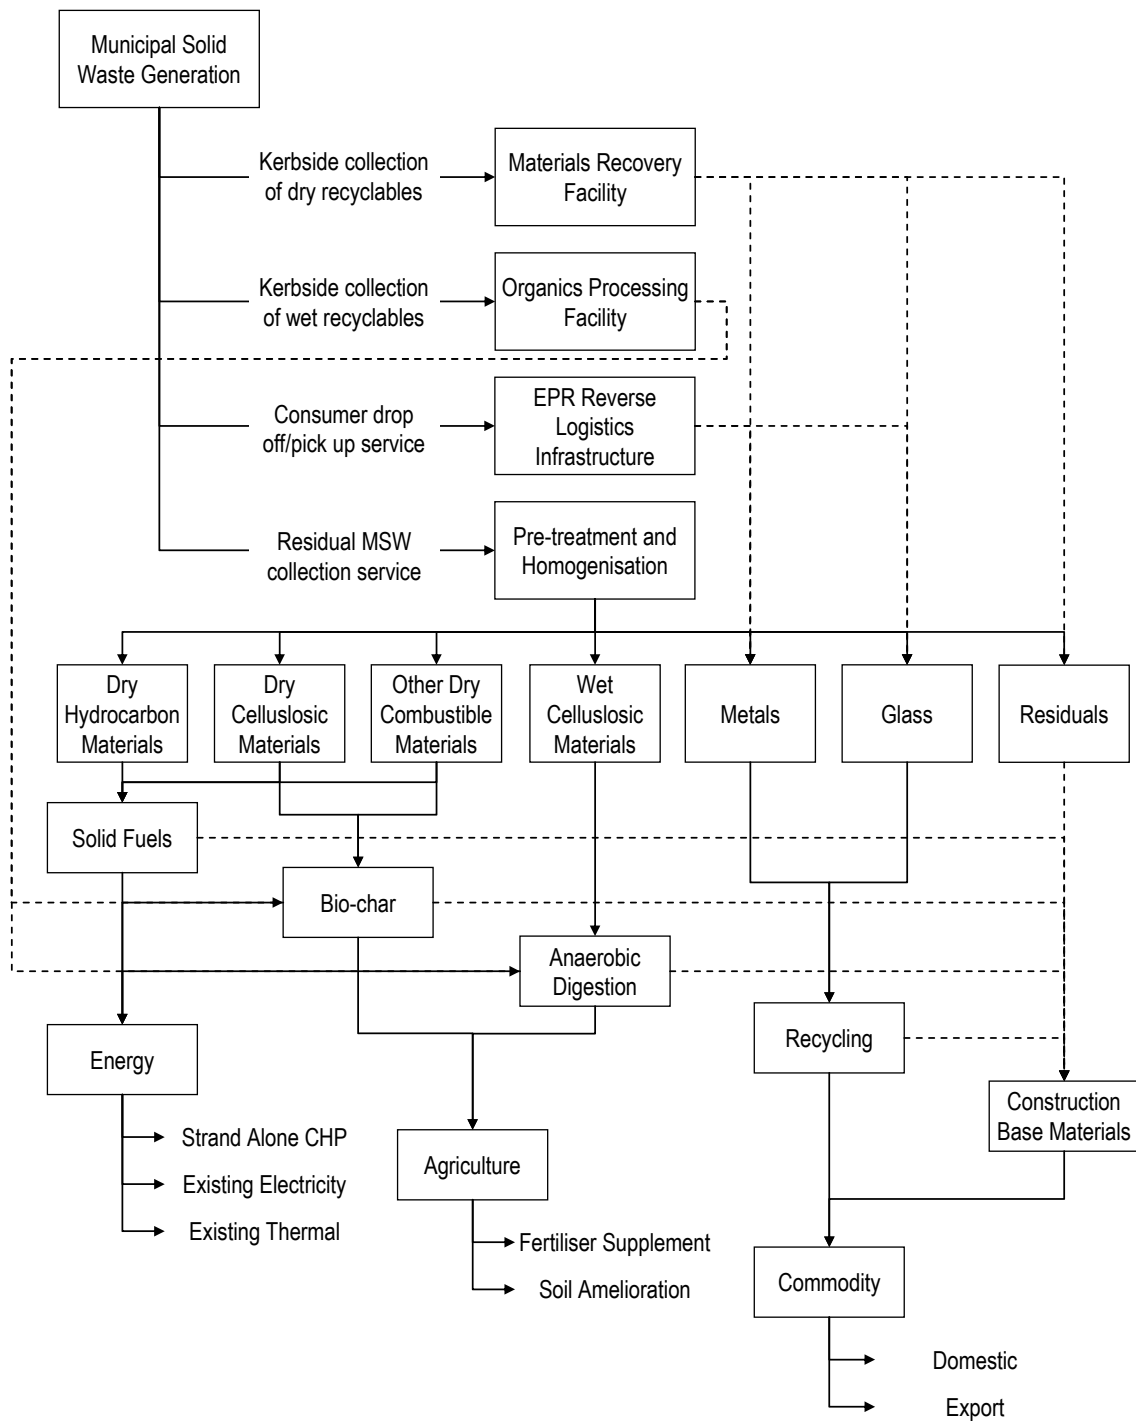 Municipal Solid
Waste Generation
Kerbside collection
of dry recyclables
Materials Recovery
Facility
Kerbside collection
of wet recyclables
Organics Processing
Facility
Consumer drop
off/pick up service
EPR Reverse
Logistics
Infrastructure
Residual MSW
collection service
Pre-treatment and
Homogenisation
Dry
Hydrocarbon
Materials
Dry
Celluslosic
Materials
Other Dry
Combustible
Materials
Wet
Celluslosic
Materials
Metals
Glass
Residuals
Solid Fuels
Bio-char
Anaerobic
Digestion
Energy
Recycling
Construction
Base Materials
Strand Alone CHP
Existing Electricity
Existing Thermal
Agriculture
Fertiliser Supplement
Soil Amelioration
Commodity
Domestic
Export